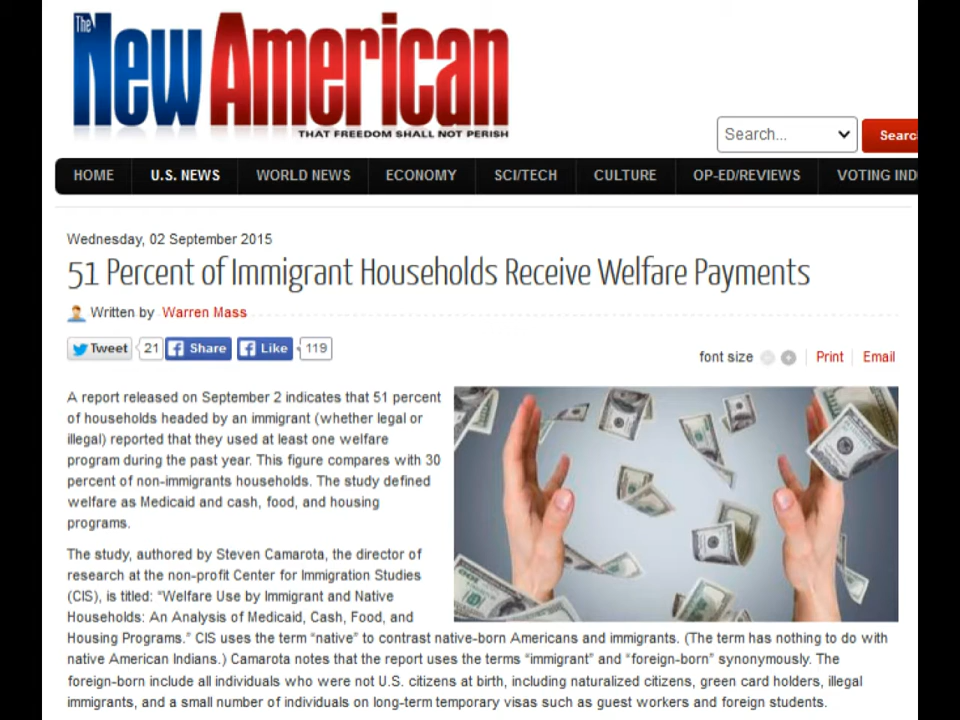 The New American
THAT FREEDOM SHALL NOT PERISH
Search...
HOME U.S. NEWS WORLD NEWS ECONOMY SCI/TECH CULTURE OP-ED/REVIEWS VOTING IND
Wednesday, 02 September 2015
51 Percent of Immigrant Households Receive Welfare Payments
Written by Warren Mass
Tweet 21 Share Like 119
font size Print Email
A report released on September 2 indicates that 51 percent
of households headed by an immigrant (whether legal or
illegal) reported that they used at least one welfare
program during the past year. This figure compares with 30
percent of non-immigrants households. The study defined
welfare as Medicaid and cash, food, and housing
programs.
The study, authored by Steven Camarota, the director of
research at the non-profit Center for Immigration Studies
(CIS), is titled: “Welfare Use by Immigrant and Native
Households: An Analysis of Medicaid, Cash, Food, and
Housing Programs.” CIS uses the term “native” to contrast native-born Americans and immigrants. (The term has nothing to do with
native American Indians.) Camarota notes that the report uses the terms “immigrant” and “foreign-born” synonymously. The
foreign-born include all individuals who were not U.S. citizens at birth, including naturalized citizens, green card holders, illegal
immigrants, and a small number of individuals on long-term temporary visas such as guest workers and foreign students.